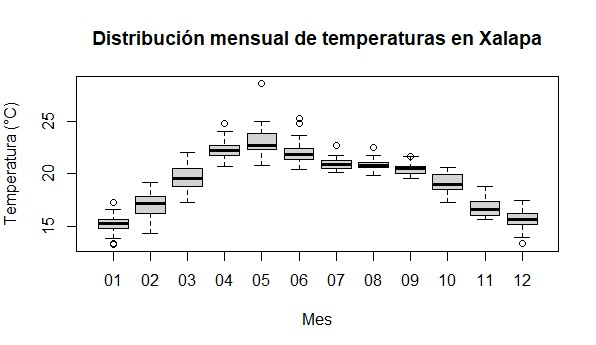 Distribución mensual de temperaturas en Xalapa
Temperatura (°C)
25
20
15
01 02 03 04 05 06 07 08 09 10 11 12
Mes